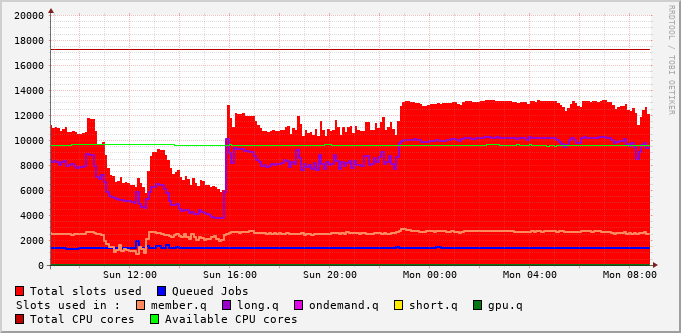 20000
18000
16000
14000
12000
10000
8000
6000
4000
2000
0
Sun 12:00 Sun 16:00 Sun 20:00 Mon 00:00 Mon 04:00 Mon 08:00
Total slots used Queued Jobs
Slots used in : member.q long.q ondemand.q short.q gpu.q
Total CPU cores Available CPU cores
RRDTOOL / TOBI OETIKER